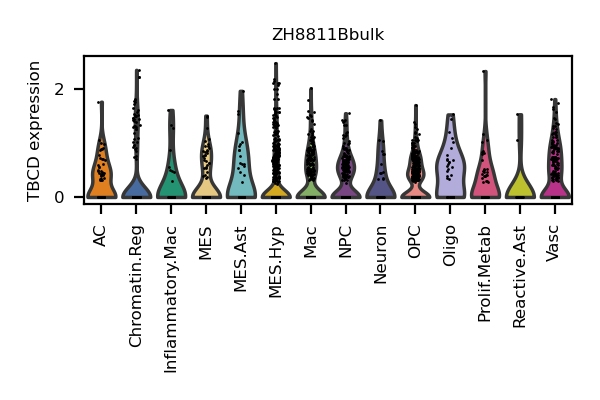 ZH8811Bbulk
TBCD expression
2
0
AC
Chromatin.Reg
Inflammatory.Mac
MES
MES.Ast
MES.Hyp
Mac
NPC
Neuron
OPC
Oligo
Prolif.Metab
Reactive.Ast
Vasc